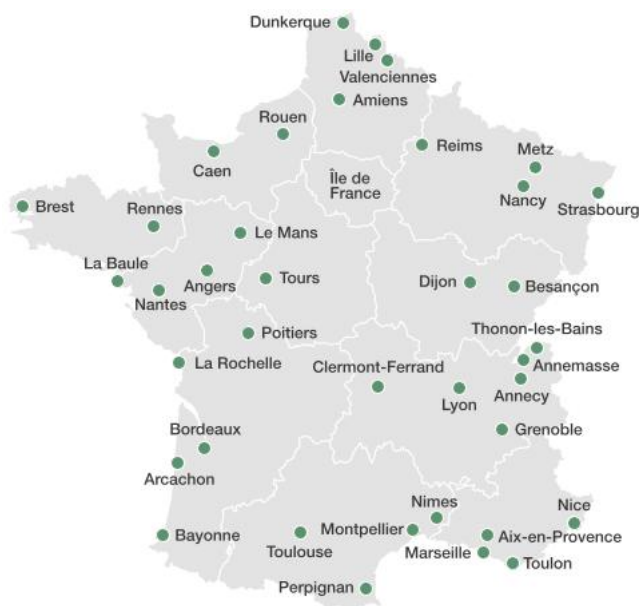 Dunkerque
Lille
Valenciennes
Amiens
Rouen
Caen
Reims
Metz
Île de
France
Nancy
Strasbourg
Brest
Rennes
Le Mans
La Baule
Angers
Tours
Nantes
Dijon
Besançon
Poitiers
Thonon-les-Bains
La Rochelle
Clermont-Ferrand
Annemasse
Lyon
Annecy
Bordeaux
Grenoble
Arcachon
Nimes
Nice
Bayonne
Montpellier
Aix-en-Provence
Toulouse
Marseille
Toulon
Perpignan